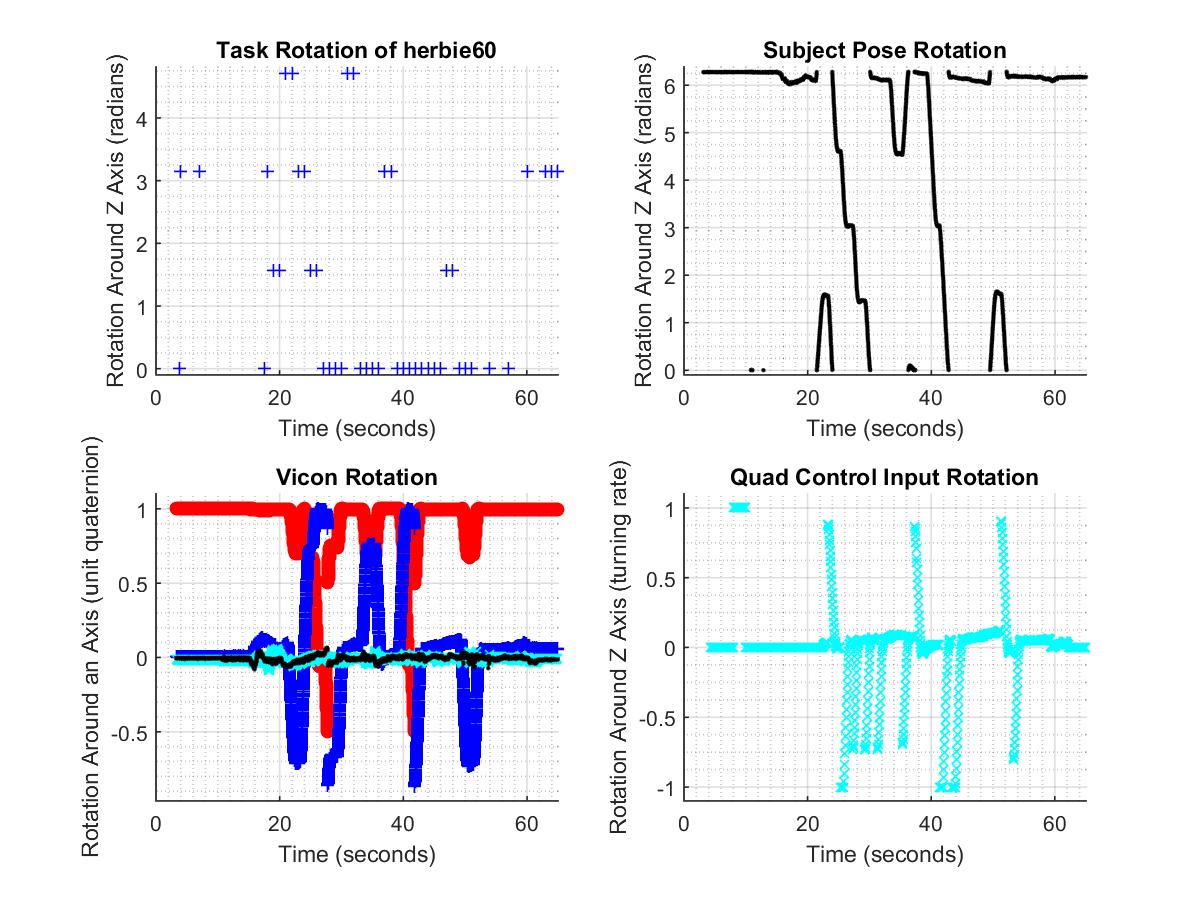 Task Rotation of herbie60
Rotation Around Z Axis (radians)
4
3
2
1
0
0 20 40 60
Time (seconds)
Subject Pose Rotation
Rotation Around Z Axis (radians)
6
5
4
3
2
1
0
0 20 40 60
Time (seconds)
Vicon Rotation
Rotation Around an Axis (unit quaternion)
1
0.5
0
-0.5
0 20 40 60
Time (seconds)
Quad Control Input Rotation
Rotation Around Z Axis (turning rate)
1
0.5
0
-0.5
-1
0 20 40 60
Time (seconds)